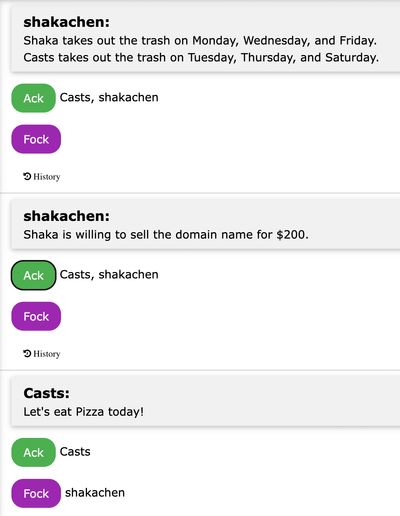 shakachen:
Shaka takes out the trash on Monday, Wednesday, and Friday.
Casts takes out the trash on Tuesday, Thursday, and Saturday.
Ack Casts, shakachen
Fock
History
shakachen:
Shaka is willing to sell the domain name for $200.
Ack Casts, shakachen
Fock
History
Casts:
Let's eat Pizza today!
Ack Casts
Fock shakachen